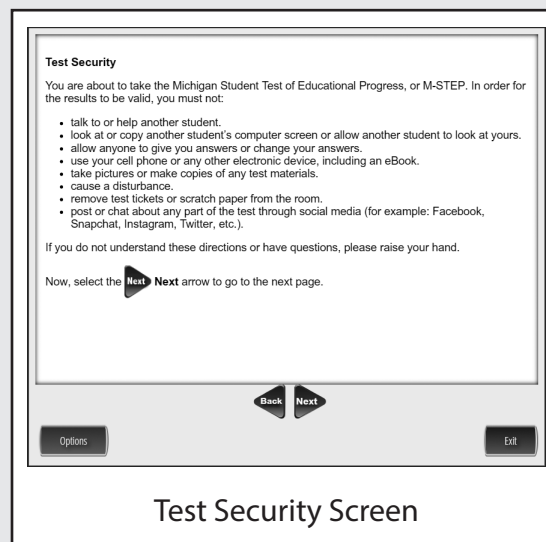 Test Security
You are about to take the Michigan Student Test of Educational Progress, or M-STEP. In order for
the results to be valid, you must not:
• talk to or help another student.
• look at or copy another student's computer screen or allow another student to look at yours.
• allow anyone to give you answers or change your answers.
• use your cell phone or any other electronic device, including an eBook.
• take pictures or make copies of any test materials.
• cause a disturbance.
• remove test tickets or scratch paper from the room.
• post or chat about any part of the test through social media (for example: Facebook,
Snapchat, Instagram, Twitter, etc.).
If you do not understand these directions or have questions, please raise your hand.
Now, select the Next Next arrow to go to the next page.
Back Next
Options Exit
Test Security Screen